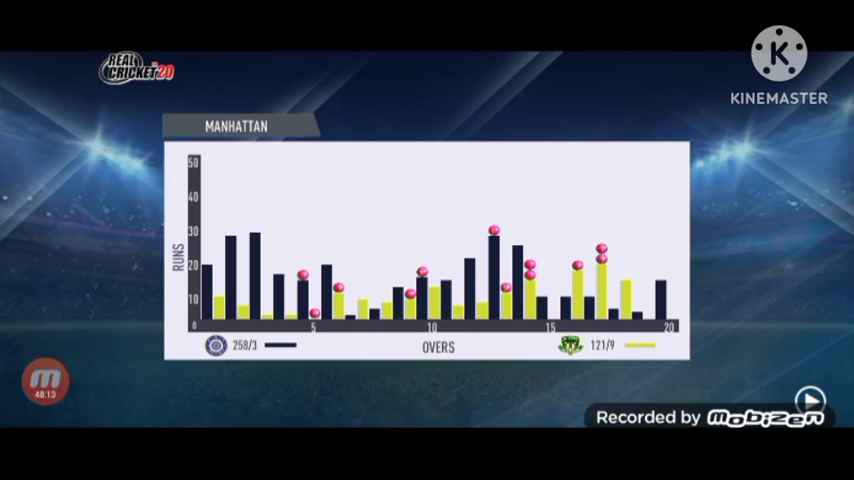 REAL
CRICKET 20
KINEMASTER
MANHATTAN
50
40
30
20
10
0
RUNS
5
10
15
20
258/3
OVERS
121/9
48:13
Recorded by mobizen